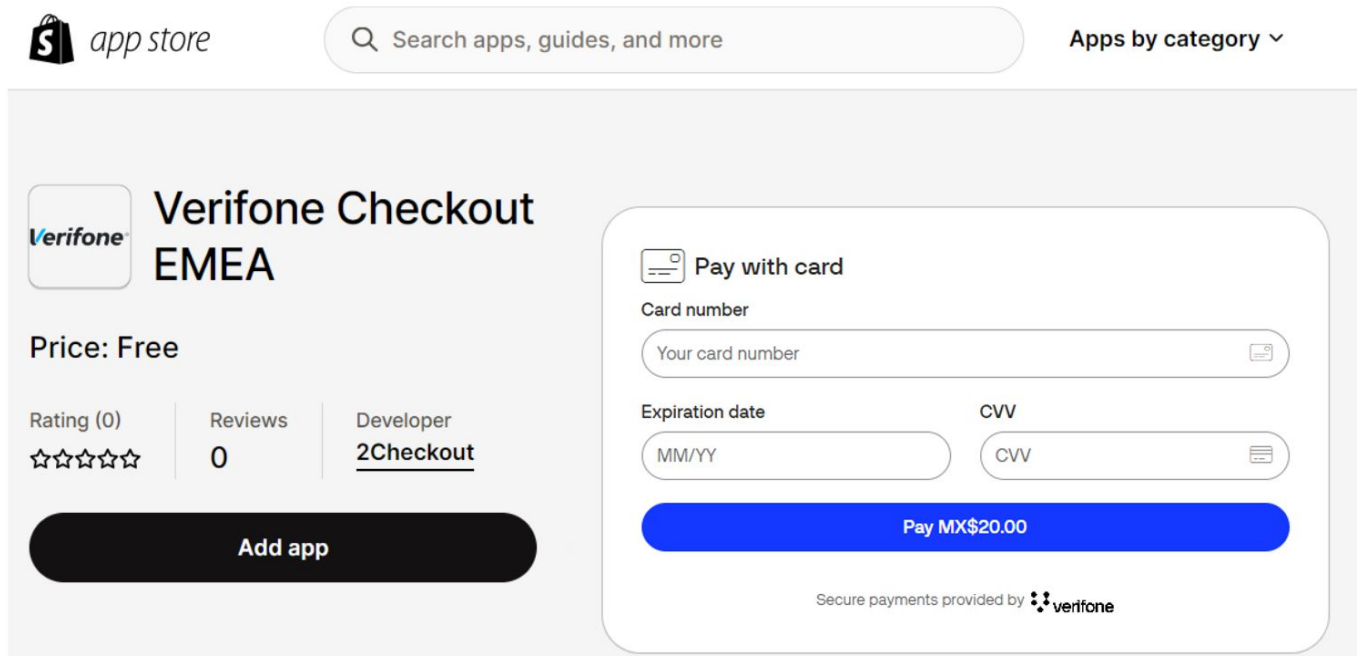 app store
Search apps, guides, and more
Apps by category
Verifone
Verifone Checkout
EMEA
Price: Free
Rating (0)
Reviews
0
Developer
2Checkout
Add app
Pay with card
Card number
Your card number
Expiration date
CVV
MM/YY
CVV
Pay MX$20.00
Secure payments provided by verifone